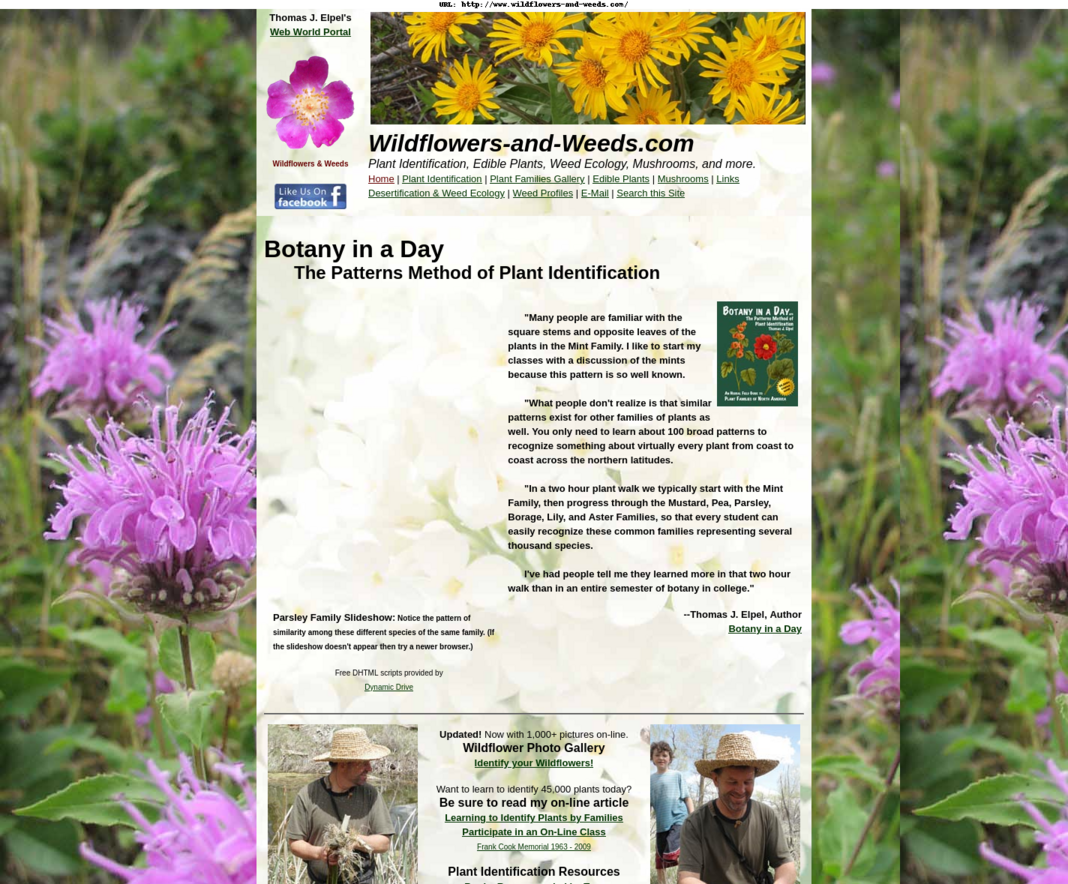 URL: http://www.wildflowers-and-weeds.com/
Thomas J. Elpel's
Web World Portal
Wildflowers & Weeds
Like Us On
facebook
Wildflowers-and-Weeds.com
Plant Identification, Edible Plants, Weed Ecology, Mushrooms, and more.
Home | Plant Identification | Plant Families Gallery | Edible Plants | Mushrooms | Links
Desertification & Weed Ecology | Weed Profiles | E-Mail | Search this Site
Botany in a Day
The Patterns Method of Plant Identification
"Many people are familiar with the
square stems and opposite leaves of the
plants in the Mint Family. I like to start my
classes with a discussion of the mints
because this pattern is so well known.
BOTANY IN A DAY...
The Patterns Method of
Plant Identification
Thomas J. Elpel
An Herbal Field Guide to
Plant Families of North America
"What people don't realize is that similar
patterns exist for other families of plants as
well. You only need to learn about 100 broad patterns to
recognize something about virtually every plant from coast to
coast across the northern latitudes.
"In a two hour plant walk we typically start with the Mint
Family, then progress through the Mustard, Pea, Parsley,
Borage, Lily, and Aster Families, so that every student can
easily recognize these common families representing several
thousand species.
I've had people tell me they learned more in that two hour
walk than in an entire semester of botany in college."
--Thomas J. Elpel, Author
Botany in a Day
Parsley Family Slideshow: Notice the pattern of
similarity among these different species of the same family. (If
the slideshow doesn't appear then try a newer browser.)
Free DHTML scripts provided by
Dynamic Drive
Updated! Now with 1,000+ pictures on-line.
Wildflower Photo Gallery
Identify your Wildflowers!
Want to learn to identify 45,000 plants today?
Be sure to read my on-line article
Learning to Identify Plants by Families
Participate in an On-Line Class
Frank Cook Memorial 1963 - 2009
Plant Identification Resources